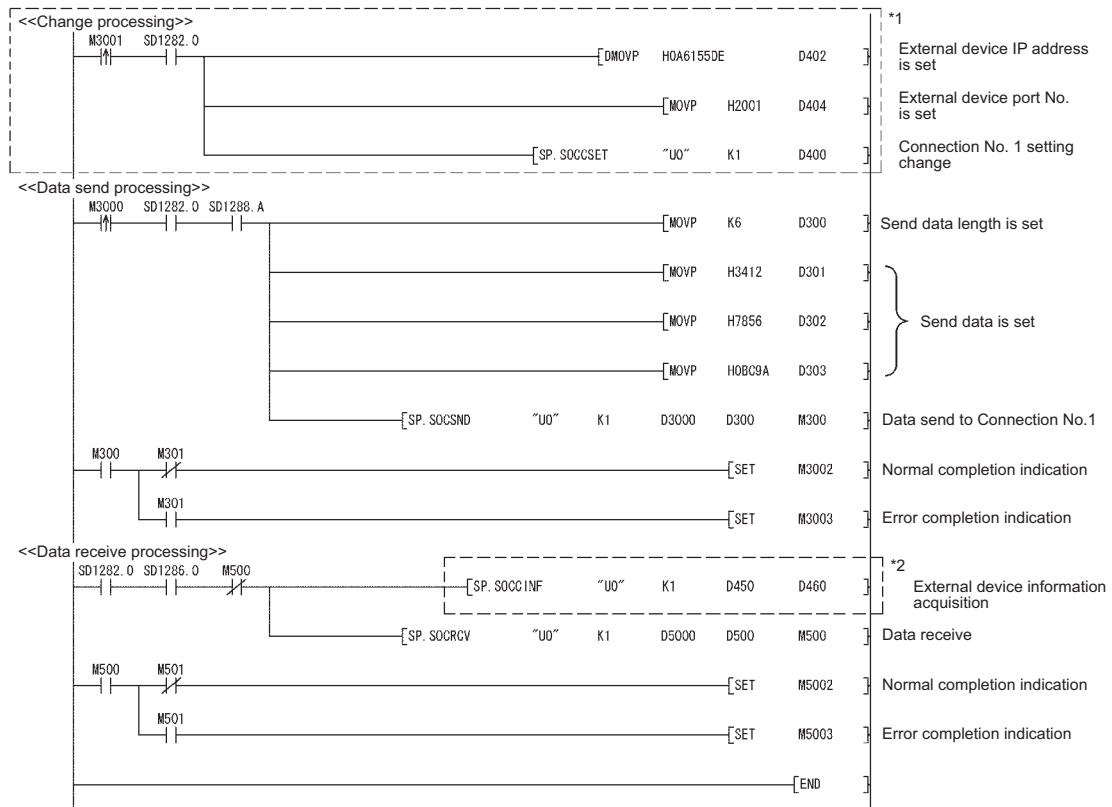 <<Change processing>>
*1
M3001 SD1282.0
DMOVP H0A6155DE D402
External device IP address
is set
MOVP H2001 D404
External device port No.
is set
SP.SOCCSET "U0" K1 D400
Connection No. 1 setting
change
<<Data send processing>>
M3000 SD1282.0 SD1288.A
MOVP K6 D300
Send data length is set
MOVP H3412 D301
MOVP H7856 D302
Send data is set
MOVP H0BC9A D303
SP.SOCSND "U0" K1 D3000 D300 M300
Data send to Connection No.1
M300 M301
SET M3002
Normal completion indication
M301
SET M3003
Error completion indication
<<Data receive processing>>
*2
SD1282.0 SD1286.0 M500
SP.SOCCINF "U0" K1 D450 D460
External device information
acquisition
SP.SOCRCV "U0" K1 D5000 D500 M500
Data receive
M500 M501
SET M5002
Normal completion indication
M501
SET M5003
Error completion indication
END